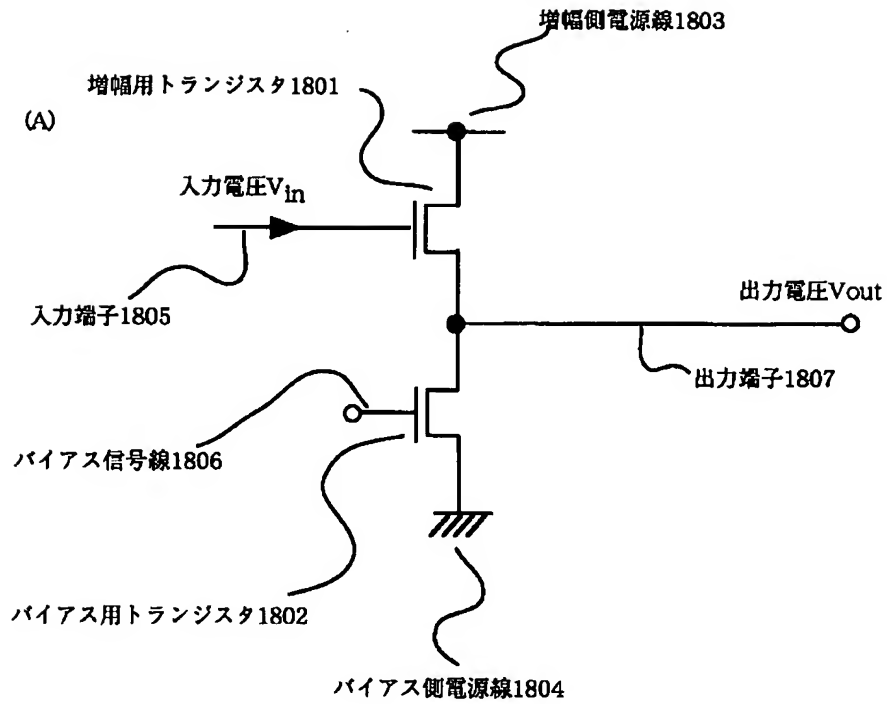 増幅側電源線1803
増幅用トランジスタ1801
(A)
入力電圧Vin
出力電圧Vout
入力端子1805
出力端子1807
バイアス信号線1806
バイアス用トランジスタ1802
バイアス側電源線1804